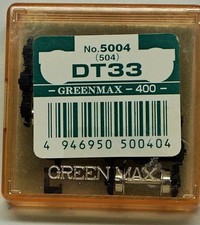 No.5004
(504)
DT33
- GREENMAX - 400 -
4 946950 500404
GREEN MAX